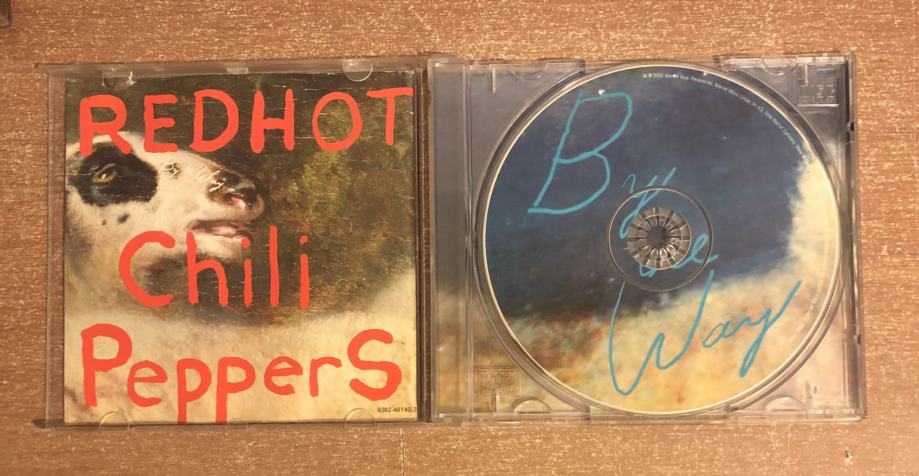 REDHOT
Chili
Peppers
9362-48140-2
By
the
Way